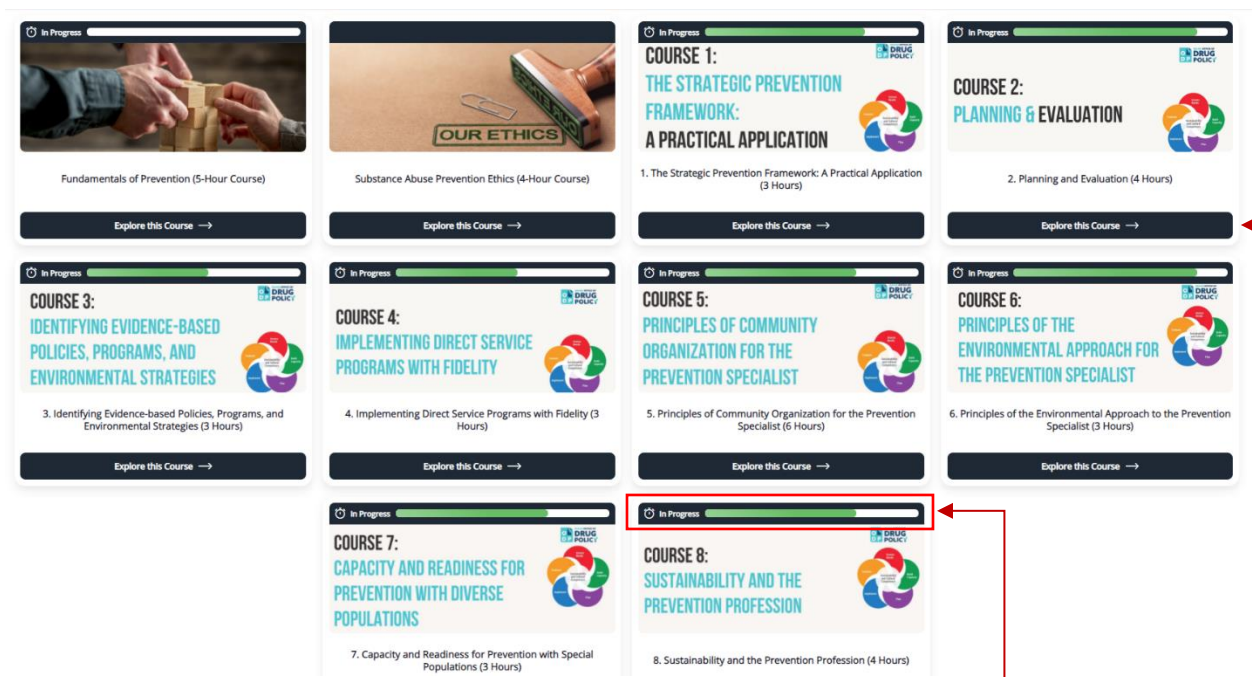 In Progress
OUR ETHICS
In Progress
DRUG
POLICY
COURSE 1:
THE STRATEGIC PREVENTION
FRAMEWORK:
A PRACTICAL APPLICATION
In Progress
DRUG
POLICY
COURSE 2:
PLANNING & EVALUATION
Fundamentals of Prevention (5-Hour Course)
Substance Abuse Prevention Ethics (4-Hour Course)
1. The Strategic Prevention Framework: A Practical Application
(3 Hours)
2. Planning and Evaluation (4 Hours)
Explore this Course →
Explore this Course →
Explore this Course →
Explore this Course →
In Progress
DRUG
POLICY
COURSE 3:
IDENTIFYING EVIDENCE-BASED
POLICIES, PROGRAMS, AND
ENVIRONMENTAL STRATEGIES
In Progress
DRUG
POLICY
COURSE 4:
IMPLEMENTING DIRECT SERVICE
PROGRAMS WITH FIDELITY
In Progress
DRUG
POLICY
COURSE 5:
PRINCIPLES OF COMMUNITY
ORGANIZATION FOR THE
PREVENTION SPECIALIST
In Progress
DRUG
POLICY
COURSE 6:
PRINCIPLES OF THE
ENVIRONMENTAL APPROACH FOR
THE PREVENTION SPECIALIST
3. Identifying Evidence-based Policies, Programs, and
Environmental Strategies (3 Hours)
4. Implementing Direct Service Programs with Fidelity (3
Hours)
5. Principles of Community Organization for the Prevention
Specialist (6 Hours)
6. Principles of the Environmental Approach to the Prevention
Specialist (3 Hours)
Explore this Course →
Explore this Course →
Explore this Course →
Explore this Course →
In Progress
DRUG
POLICY
COURSE 7:
CAPACITY AND READINESS FOR
PREVENTION WITH DIVERSE
POPULATIONS
In Progress
DRUG
POLICY
COURSE 8:
SUSTAINABILITY AND THE
PREVENTION PROFESSION
7. Capacity and Readiness for Prevention with Special
Populations (3 Hours)
8. Sustainability and the Prevention Profession (4 Hours)